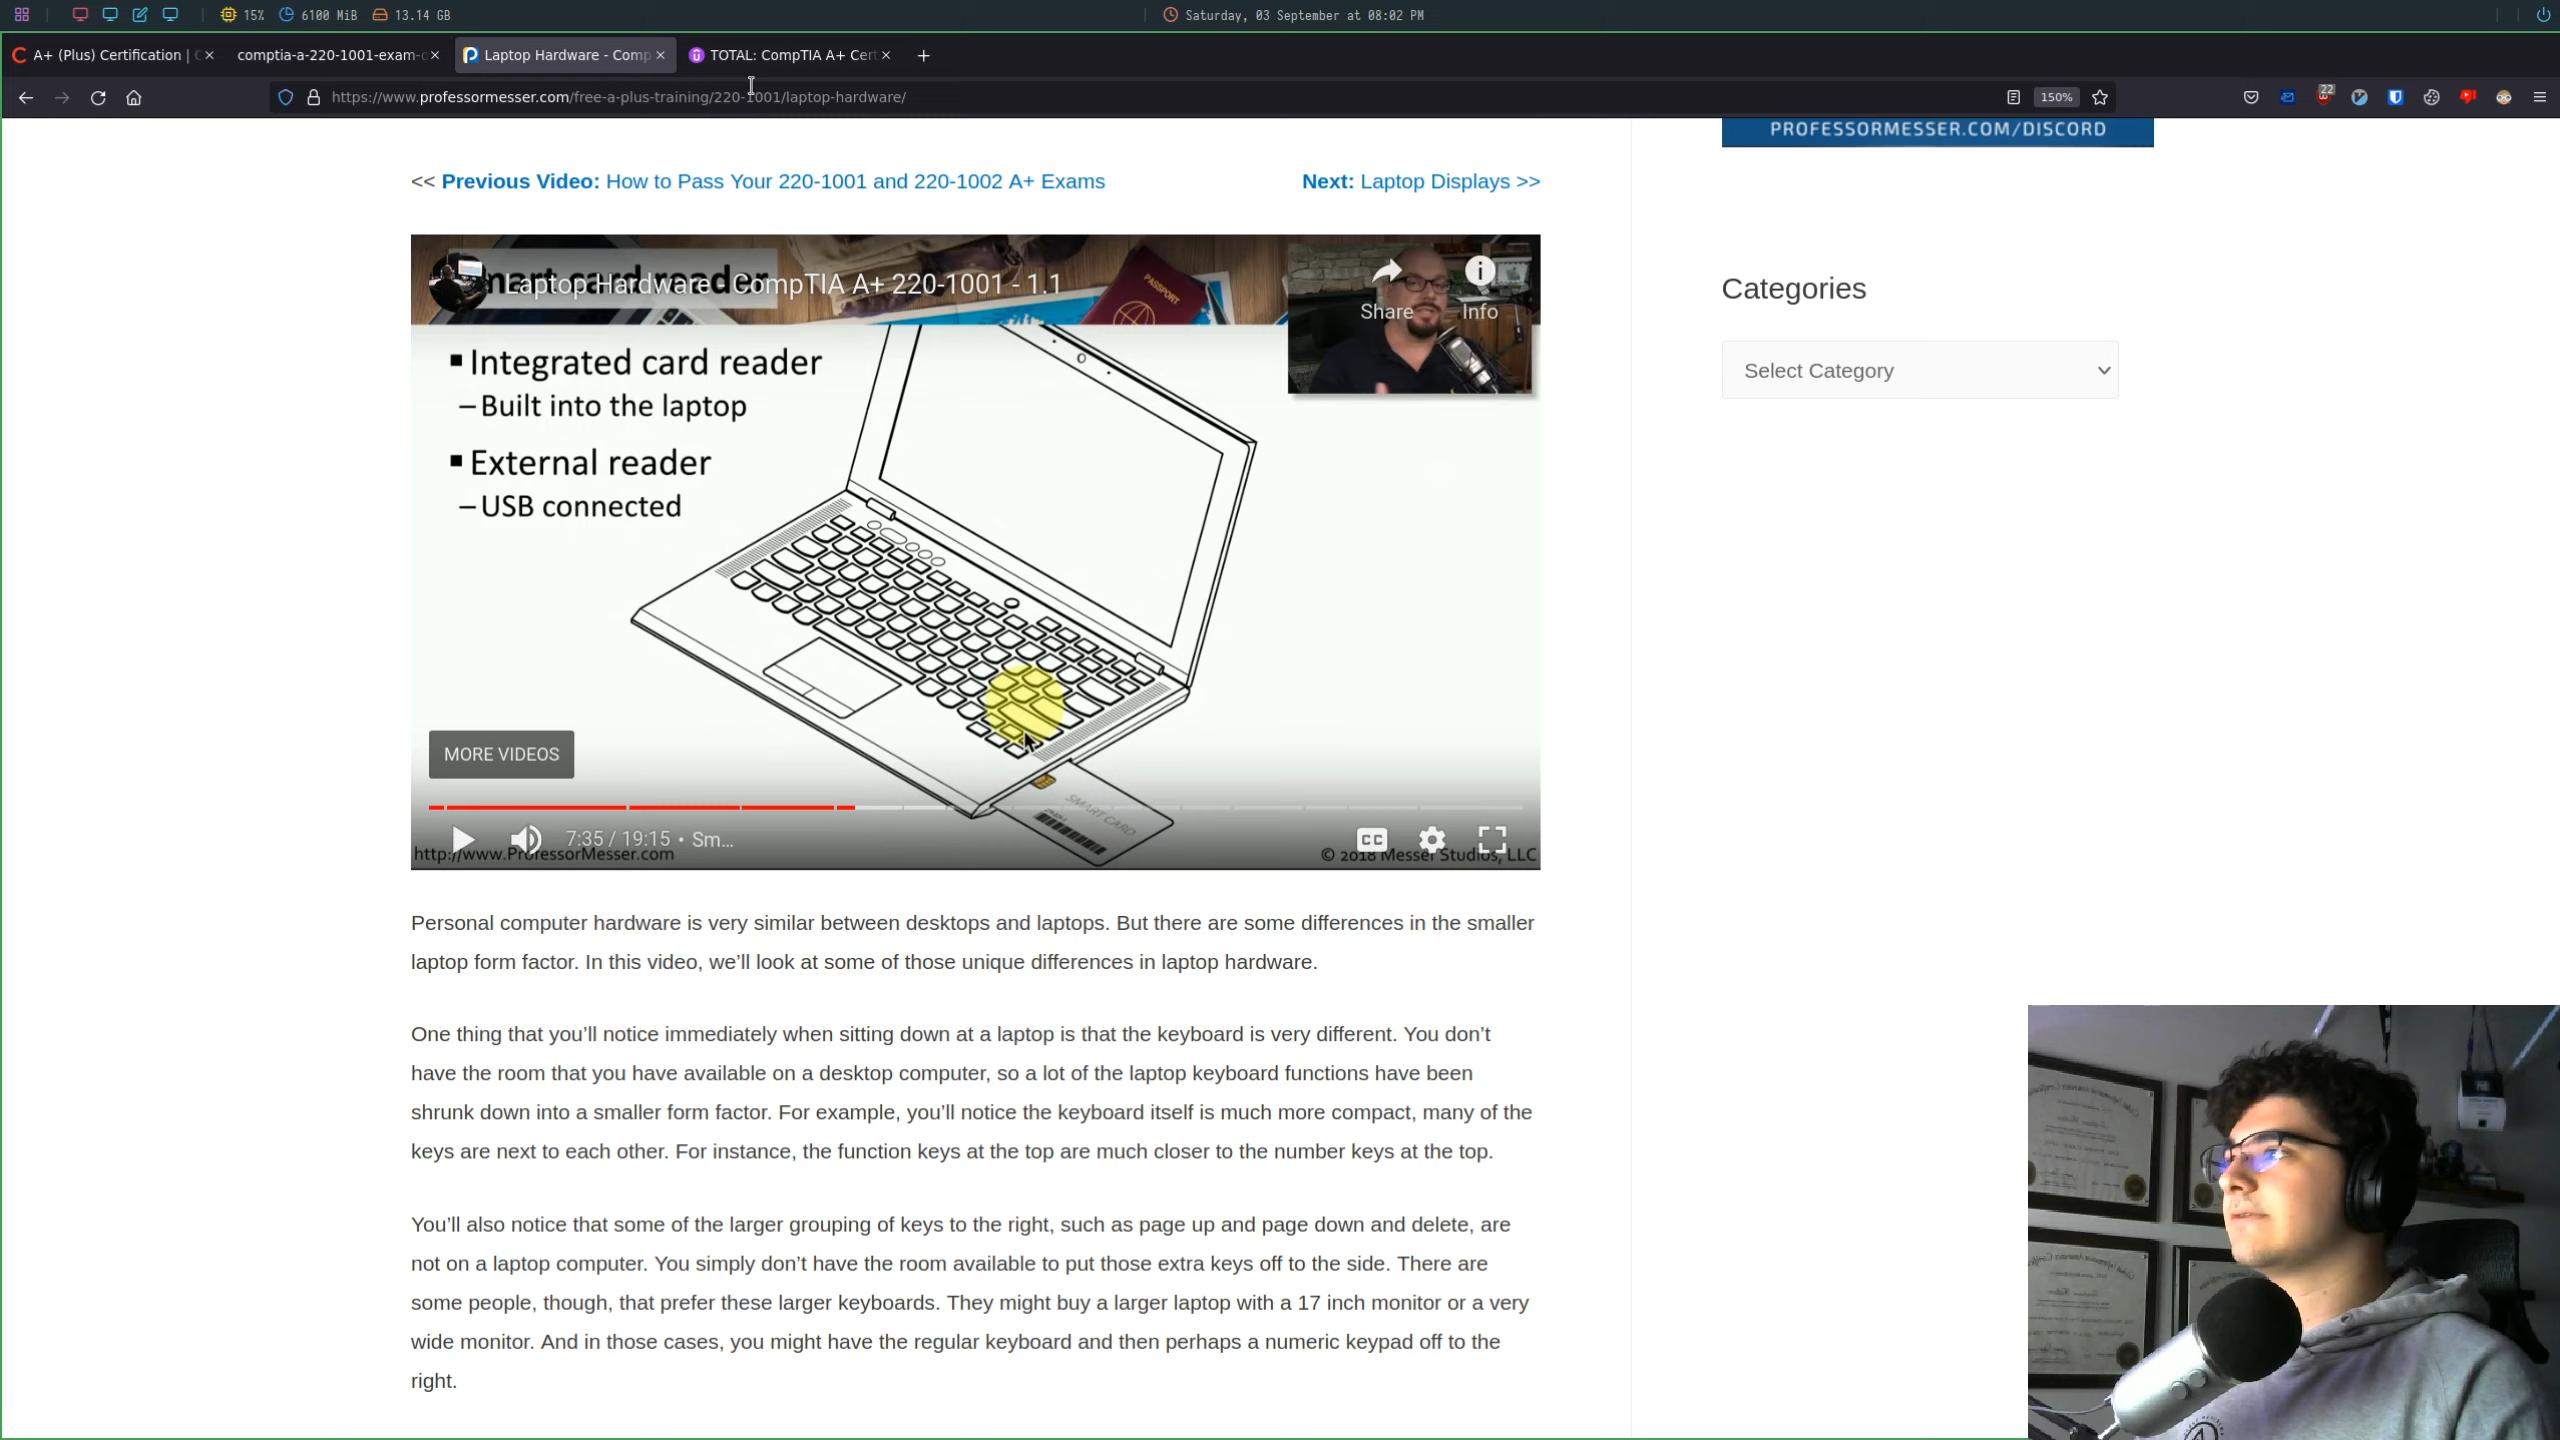 15%
6100 MiB
13.14 GB
Saturday, 03 September at 08:02 PM
A+ (Plus) Certification |
comptia-a-220-1001-exam-
Laptop Hardware - Comp
TOTAL: CompTIA A+ Cert
https://www.professormesser.com/free-a-plus-training/220-1001/laptop-hardware/
150%
22
PROFESSORMESSER.COM/DISCORD
<< Previous Video: How to Pass Your 220-1001 and 220-1002 A+ Exams
Next: Laptop Displays >>
Smart card reader
Laptop Hardware - CompTIA A+ 220-1001 - 1.1
PASSPORT
Share
Info
▪ Integrated card reader
– Built into the laptop
▪ External reader
– USB connected
MORE VIDEOS
SMART CARD
7:35 / 19:15 • Sm...
CC
http://www.ProfessorMesser.com
© 2018 Messer Studios, LLC
Categories
Select Category
Personal computer hardware is very similar between desktops and laptops. But there are some differences in the smaller
laptop form factor. In this video, we’ll look at some of those unique differences in laptop hardware.
One thing that you’ll notice immediately when sitting down at a laptop is that the keyboard is very different. You don’t
have the room that you have available on a desktop computer, so a lot of the laptop keyboard functions have been
shrunk down into a smaller form factor. For example, you’ll notice the keyboard itself is much more compact, many of the
keys are next to each other. For instance, the function keys at the top are much closer to the number keys at the top.
You’ll also notice that some of the larger grouping of keys to the right, such as page up and page down and delete, are
not on a laptop computer. You simply don’t have the room available to put those extra keys off to the side. There are
some people, though, that prefer these larger keyboards. They might buy a larger laptop with a 17 inch monitor or a very
wide monitor. And in those cases, you might have the regular keyboard and then perhaps a numeric keypad off to the
right.